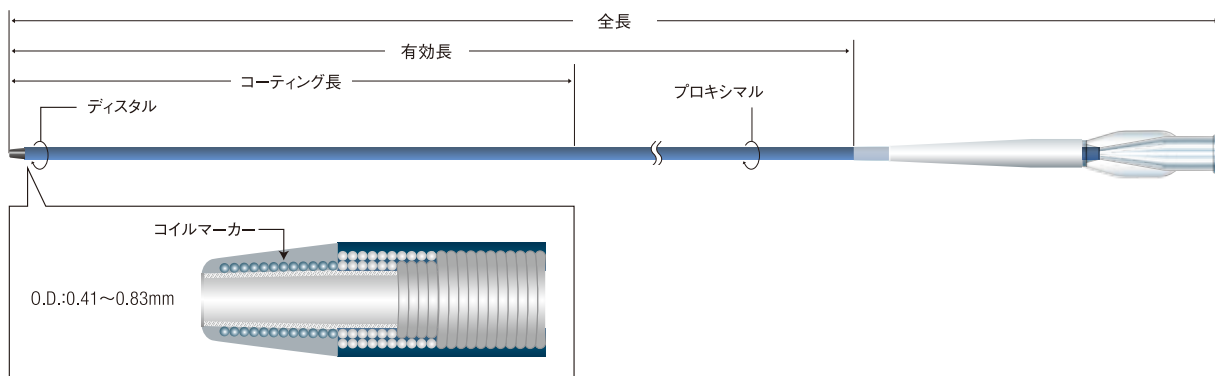 全長
有効長
コーティング長
ディスタル
プロキシマル
コイルマーカー
O.D.:0.41～0.83mm